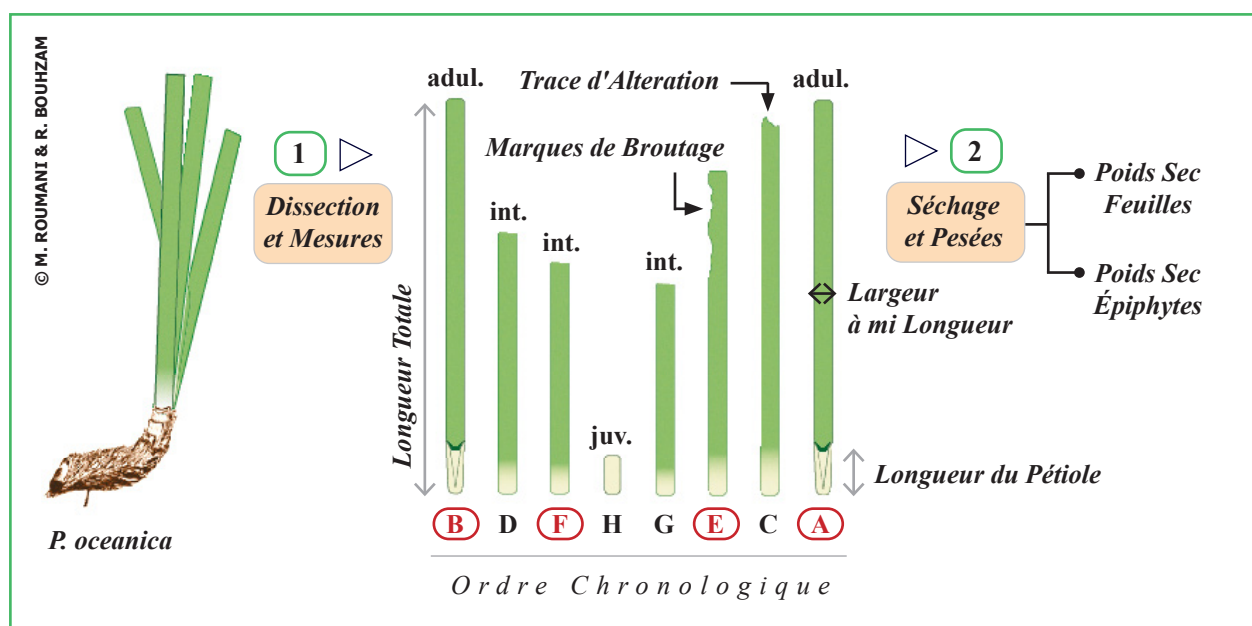 © M. ROUMANI & R. BOUHZAM
P. oceanica
1
Dissection
et Mesures
Longueur Totale
adul.
int.
int.
juv.
int.
Marques de Broutage
Trace d'Alteration
adul.
Largeur
à mi Longueur
Longueur du Pétiole
B D F H G E C A
Ordre Chronologique
2
Séchage
et Pesées
Poids Sec
Feuilles
Poids Sec
Épiphytes